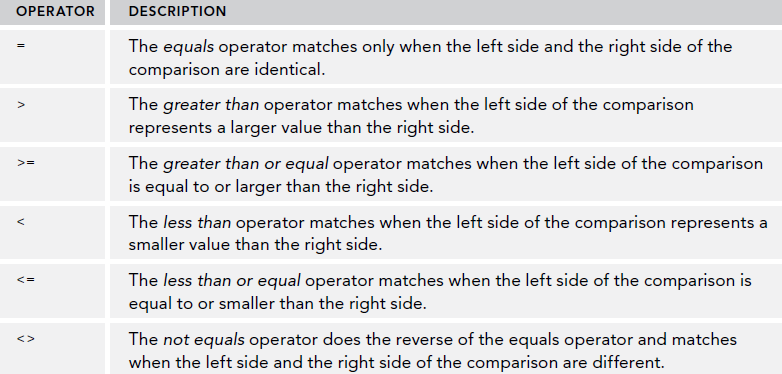 OPERATOR DESCRIPTION
= The equals operator matches only when the left side and the right side of the
comparison are identical.
> The greater than operator matches when the left side of the comparison
represents a larger value than the right side.
>= The greater than or equal operator matches when the left side of the comparison
is equal to or larger than the right side.
< The less than operator matches when the left side of the comparison represents a
smaller value than the right side.
<= The less than or equal operator matches when the left side of the comparison is
equal to or smaller than the right side.
<> The not equals operator does the reverse of the equals operator and matches
when the left side and the right side of the comparison are different.